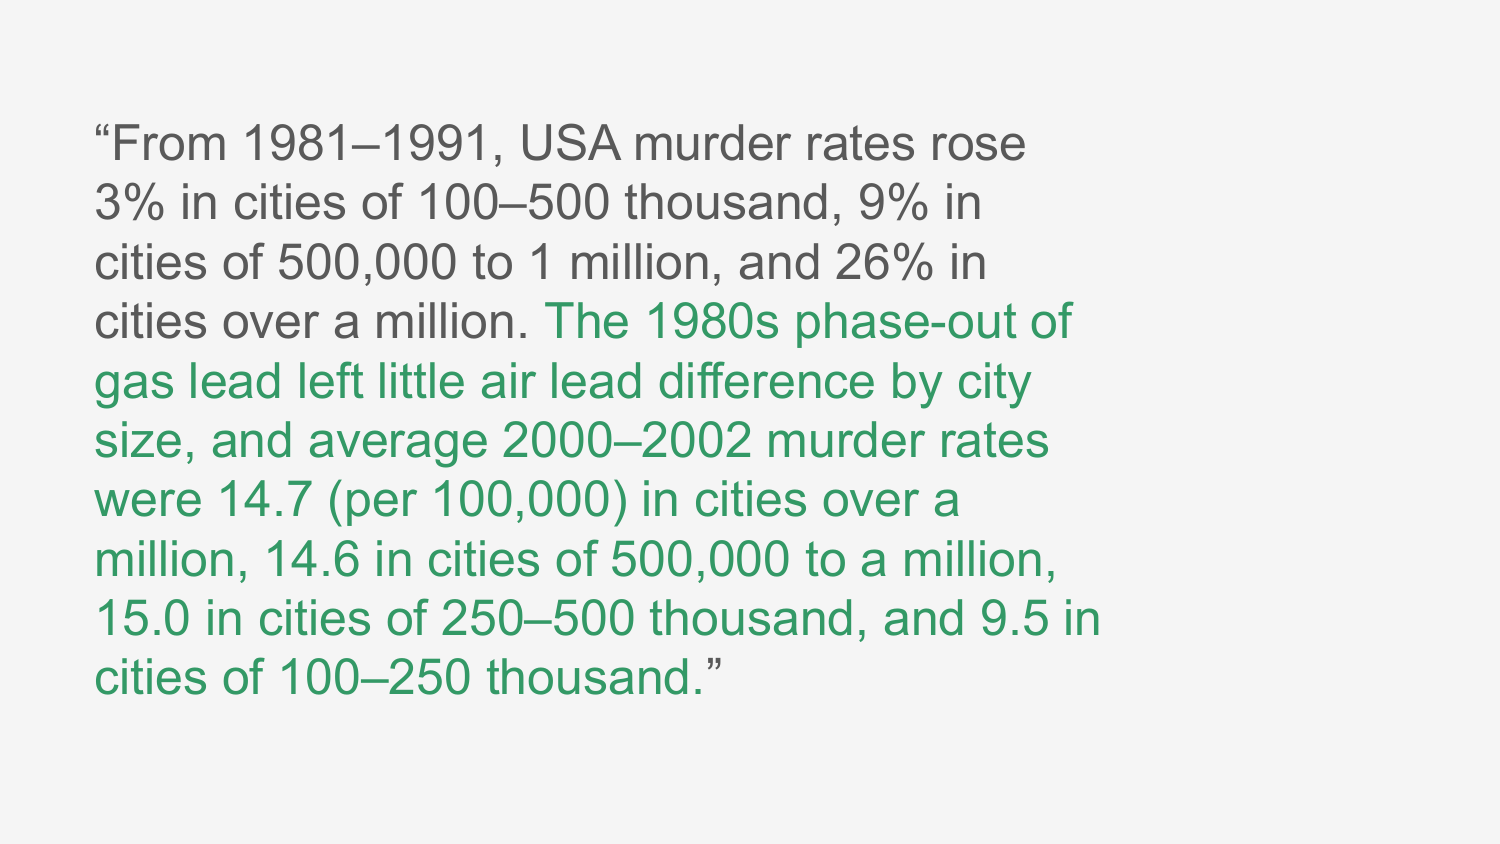 “From 1981–1991, USA murder rates rose
3% in cities of 100–500 thousand, 9% in
cities of 500,000 to 1 million, and 26% in
cities over a million. The 1980s phase-out of
gas lead left little air lead difference by city
size, and average 2000–2002 murder rates
were 14.7 (per 100,000) in cities over a
million, 14.6 in cities of 500,000 to a million,
15.0 in cities of 250–500 thousand, and 9.5 in
cities of 100–250 thousand.”